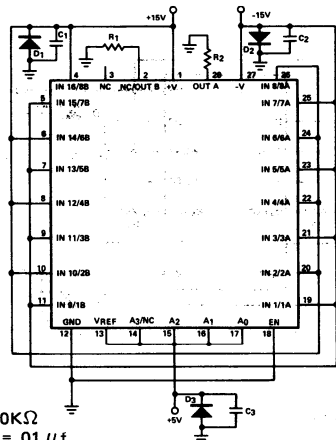 +15V
-15V
C1
R1
D1
R2
D2
C2
4
3
2
1
28
27
26
IN 16/8B
NC
NC/OUT B
+V
OUT A
-V
IN 8/8A
5
IN 15/7B
IN 7/7A
25
6
IN 14/6B
IN 6/6A
24
7
IN 13/5B
IN 5/5A
23
8
IN 12/4B
IN 4/4A
22
9
IN 11/3B
IN 3/3A
21
10
IN 10/2B
IN 2/2A
20
11
IN 9/1B
IN 1/1A
19
GND
VREF
A3/NC
A2
A1
A0
EN
12
13
14
15
16
17
18
D3
C3
+5V
0KΩ
= .01 μf